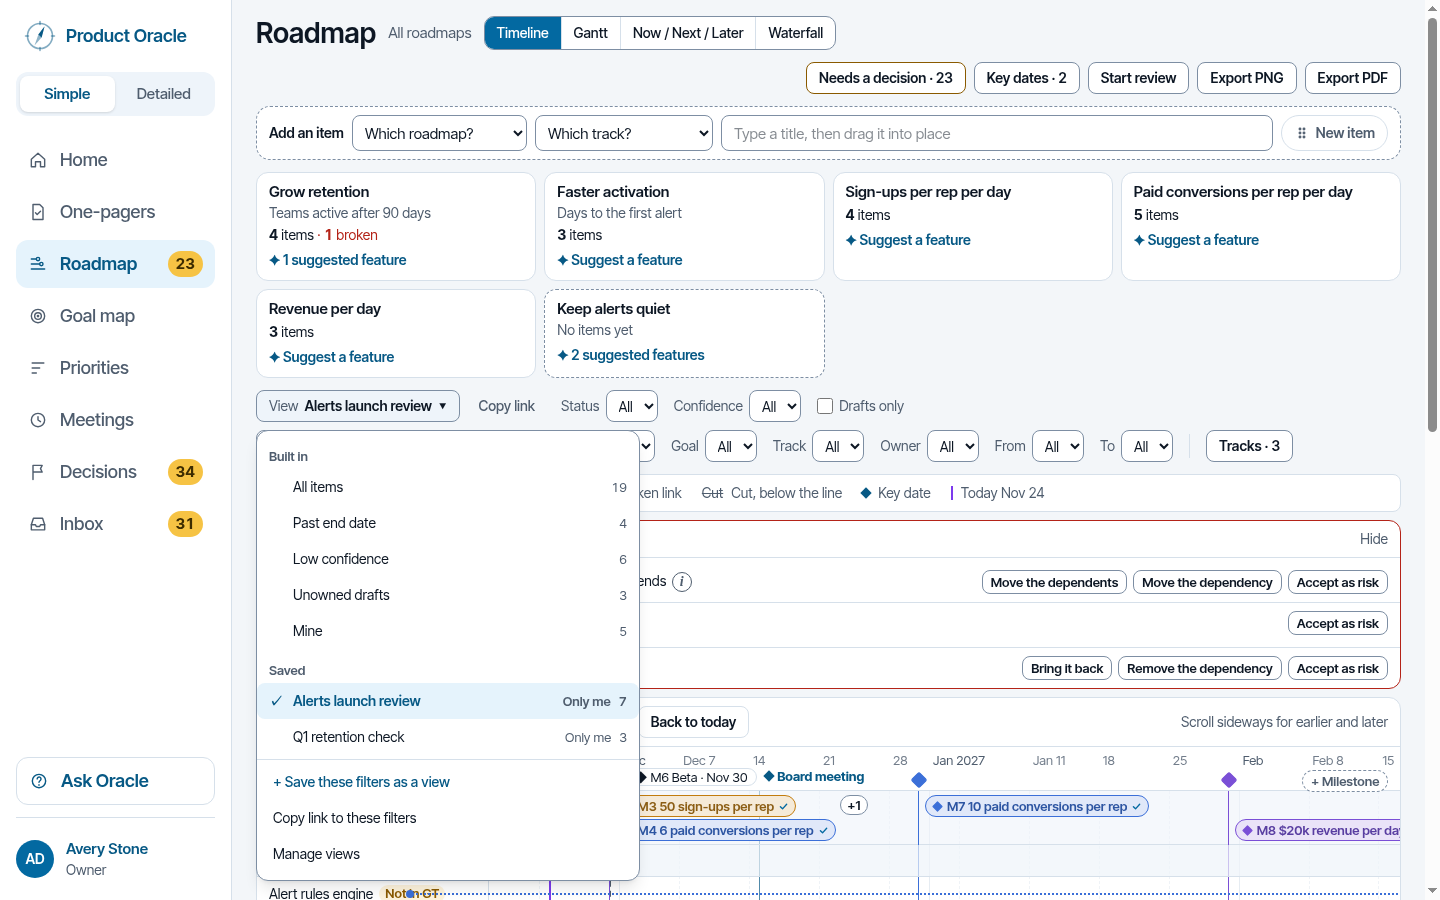 Product Oracle
Simple
Detailed
Home
One-pagers
Roadmap 23
Goal map
Priorities
Meetings
Decisions 34
Inbox 31
Ask Oracle
AD
Avery Stone
Owner
Roadmap All roadmaps Timeline Gantt Now / Next / Later Waterfall
Needs a decision · 23 Key dates · 2 Start review Export PNG Export PDF
Add an item Which roadmap? Which track? Type a title, then drag it into place New item
Grow retention
Teams active after 90 days
4 items · 1 broken
1 suggested feature
Faster activation
Days to the first alert
3 items
Suggest a feature
Sign-ups per rep per day
4 items
Suggest a feature
Paid conversions per rep per day
5 items
Suggest a feature
Revenue per day
3 items
Suggest a feature
Keep alerts quiet
No items yet
2 suggested features
View Alerts launch review ▾ Copy link Status All Confidence All Drafts only
Goal All Track All Owner All From All To All Tracks · 3
Built in
All items 19
Past end date 4
Low confidence 6
Unowned drafts 3
Mine 5
Saved
✓ Alerts launch review Only me 7
Q1 retention check Only me 3
+ Save these filters as a view
Copy link to these filters
Manage views
link Cut Cut, below the line Key date Today Nov 24
Hide
i Move the dependents Move the dependency Accept as risk
Accept as risk
Bring it back Remove the dependency Accept as risk
Back to today Scroll sideways for earlier and later
Dec 7 14 21 28 Jan 2027 Jan 11 18 25 Feb Feb 8 15
M6 Beta · Nov 30 Board meeting + Milestone
M3 50 sign-ups per rep ✓ +1 M7 10 paid conversions per rep ✓
M4 6 paid conversions per rep ✓ M8 $20k revenue per day
Alert rules engine Not in GT